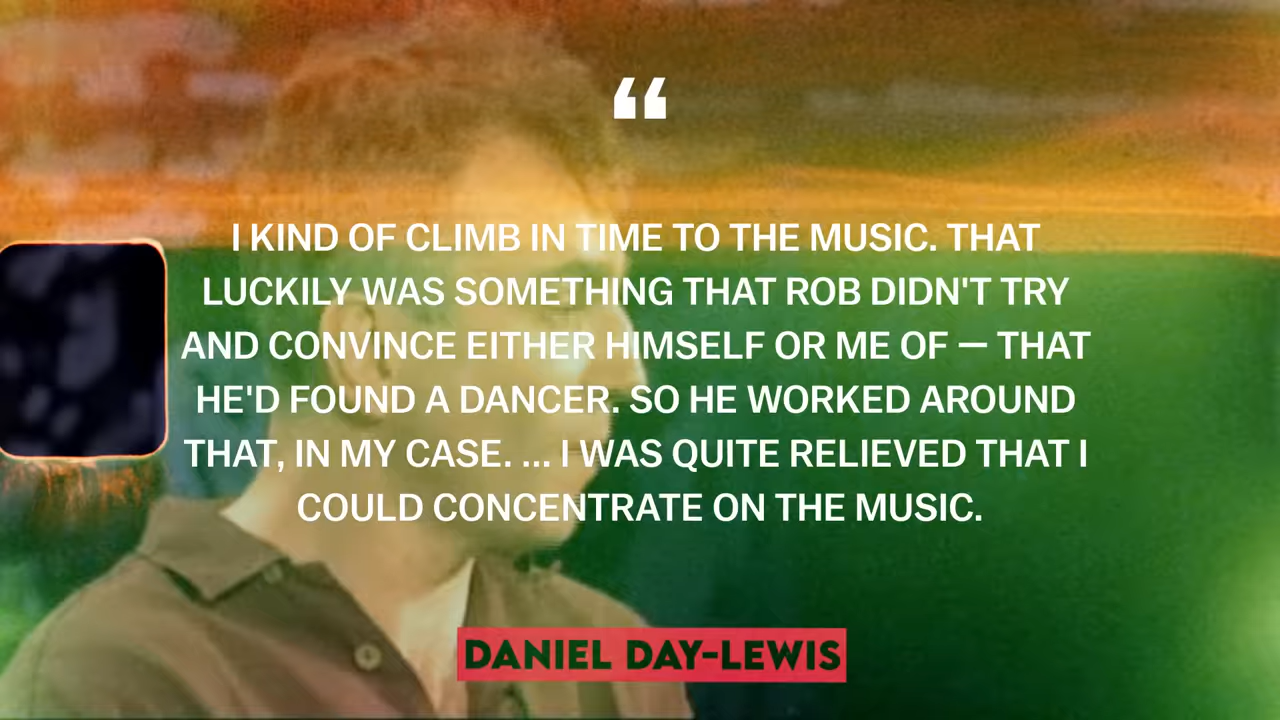 “
I KIND OF CLIMB IN TIME TO THE MUSIC. THAT
LUCKILY WAS SOMETHING THAT ROB DIDN'T TRY
AND CONVINCE EITHER HIMSELF OR ME OF — THAT
HE'D FOUND A DANCER. SO HE WORKED AROUND
THAT, IN MY CASE. ... I WAS QUITE RELIEVED THAT I
COULD CONCENTRATE ON THE MUSIC.
DANIEL DAY-LEWIS